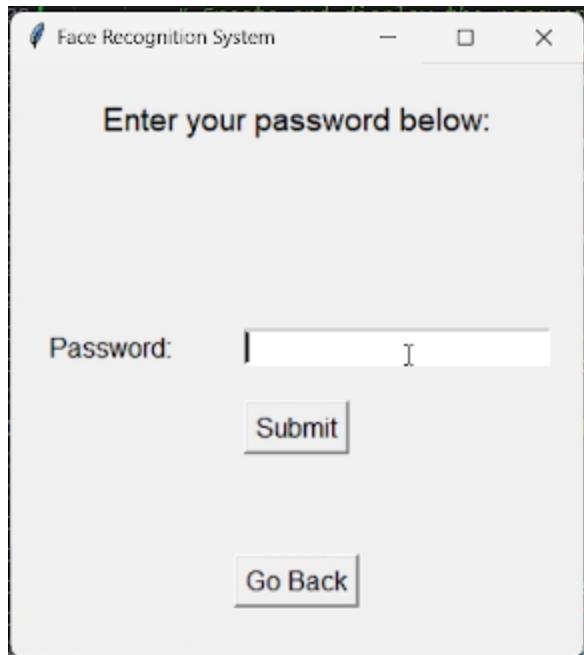 Face Recognition System
Enter your password below:
Password:
Submit
Go Back